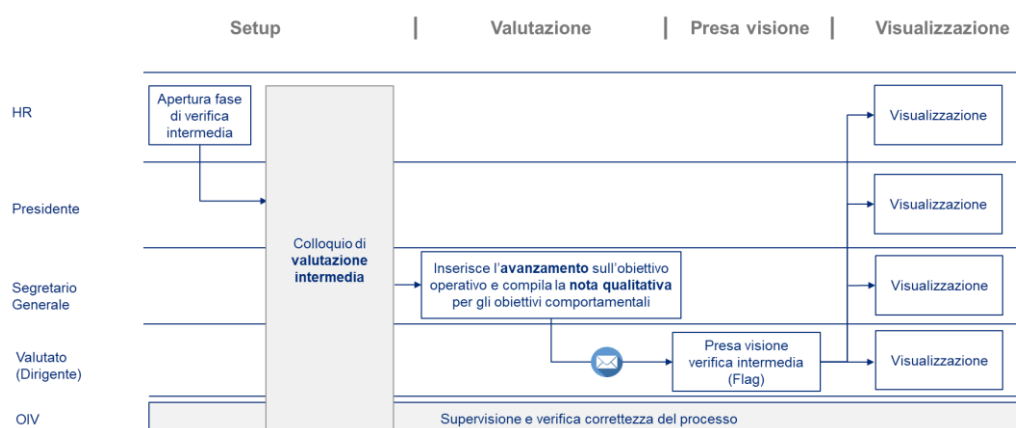 Setup | Valutazione | Presa visione | Visualizzazione
HR
Apertura fase
di verifica
intermedia
Visualizzazione
Presidente
Visualizzazione
Colloquio di
valutazione
intermedia
Segretario
Generale
Inserisce l'avanzamento sull'obiettivo
operativo e compila la nota qualitativa
per gli obiettivi comportamentali
Visualizzazione
Valutato
(Dirigente)
Presa visione
verifica intermedia
(Flag)
Visualizzazione
OIV
Supervisione e verifica correttezza del processo